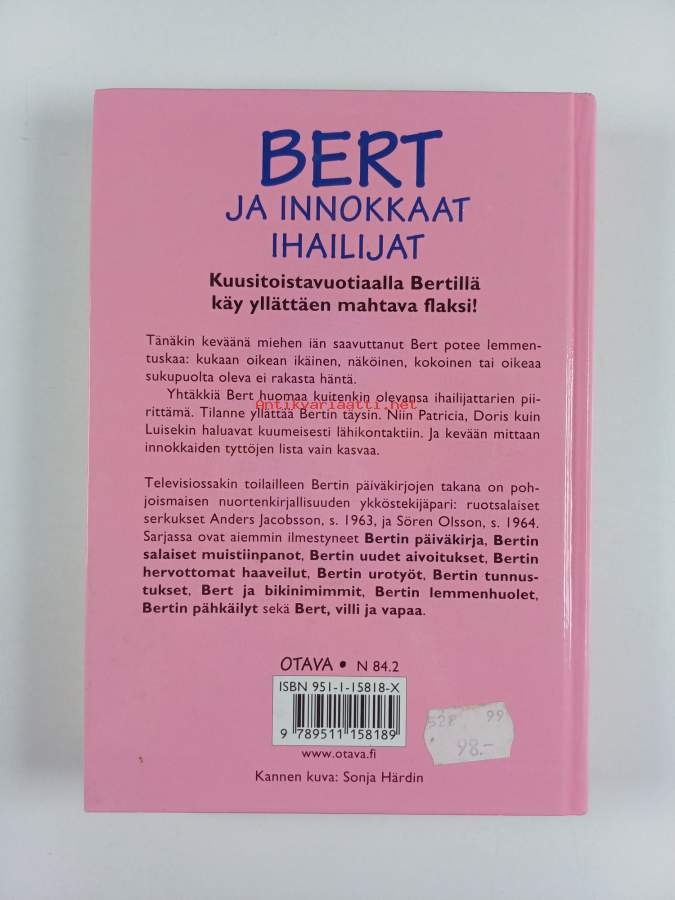 BERT
JA INNOKKAAT
IHAILIJAT
Kuusitoistavuotiaalla Bertillä
käy yllättäen mahtava flaksi!
Tänäkin keväänä miehen iän saavuttanut Bert potee lemmen-
tuskaa: kukaan oikean ikäinen, näköinen, kokoinen tai oikeaa
sukupuolta oleva ei rakasta häntä.
Yhtäkkiä Bert huomaa kuitenkin olevansa ihailijattarien pii-
Antikvariaatti.net
rittämä. Tilanne yllättää Bertin täysin. Niin Patricia, Doris kuin
Luisekin haluavat kuumeisesti lähikontaktiin. Ja kevään mittaan
innokkaiden tyttöjen lista vain kasvaa.
Televisiossakin toilailleen Bertin päiväkirjojen takana on poh-
joismaisen nuortenkirjallisuuden ykköstekijäpari: ruotsalaiset
serkukset Anders Jacobsson, s. 1963, ja Sören Olsson, s. 1964.
Sarjassa ovat aiemmin ilmestyneet Bertin päiväkirja, Bertin
salaiset muistiinpanot, Bertin uudet aivoitukset, Bertin
hervottomat haaveilut, Bertin urotyöt, Bertin tunnus-
tukset, Bert ja bikinimimmit, Bertin lemmenhuolet,
Bertin pähkäilyt sekä Bert, villi ja vapaa.
OTAVA • N 84.2
ISBN 951-1-15818-X
9 789511 158189
www.otava.fi
Kannen kuva: Sonja Härdin
99
98.-